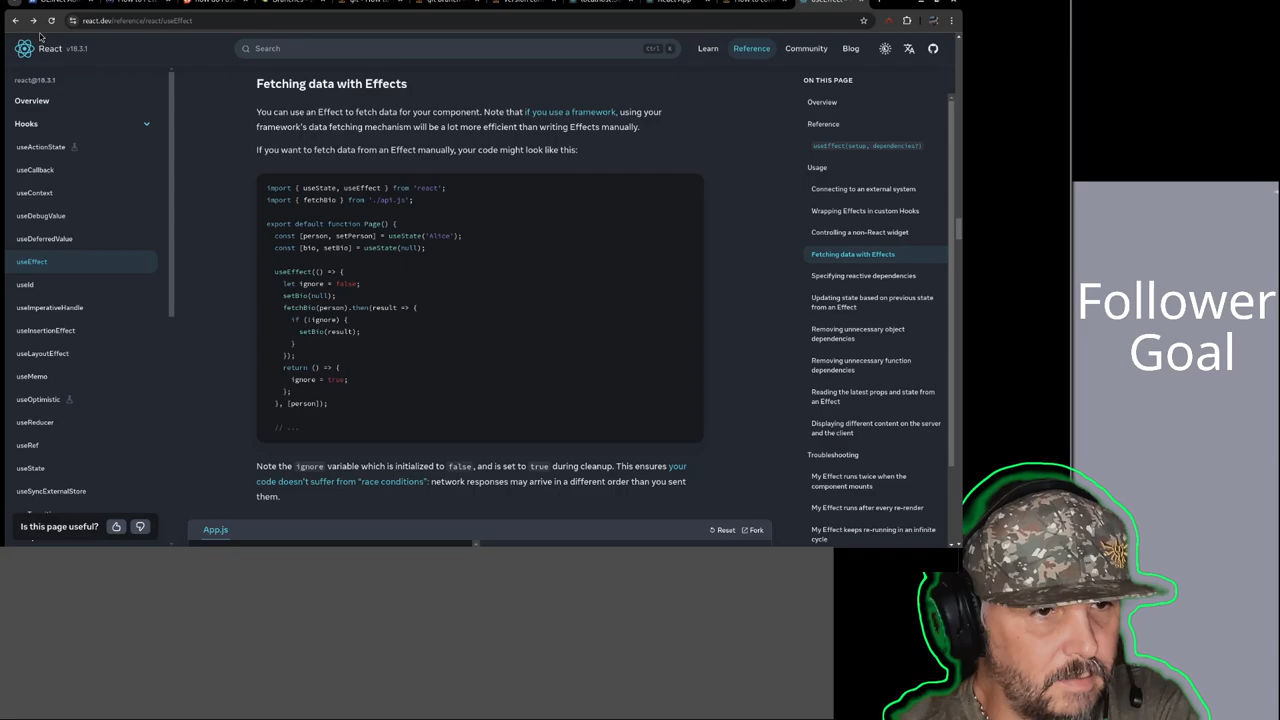 react.dev/reference/react/useEffect
React v18.3.1
Search
Ctrl K
Learn
Reference
Community
Blog
react@18.3.1
Overview
Hooks
useActionState
useCallback
useContext
useDebugValue
useDeferredValue
useEffect
useId
useImperativeHandle
useInsertionEffect
useLayoutEffect
useMemo
useOptimistic
useReducer
useRef
useState
useSyncExternalStore
Is this page useful?
Fetching data with Effects
You can use an Effect to fetch data for your component. Note that if you use a framework, using your
framework's data fetching mechanism will be a lot more efficient than writing Effects manually.
If you want to fetch data from an Effect manually, your code might look like this:
import { useState, useEffect } from 'react';
import { fetchBio } from './api.js';
export default function Page() {
const [person, setPerson] = useState('Alice');
const [bio, setBio] = useState(null);
useEffect(() => {
let ignore = false;
setBio(null);
fetchBio(person).then(result => {
if (!ignore) {
setBio(result);
}
});
return () => {
ignore = true;
};
}, [person]);
// ...
Note the ignore variable which is initialized to false, and is set to true during cleanup. This ensures your
code doesn't suffer from "race conditions": network responses may arrive in a different order than you sent
them.
App.js
Reset
Fork
ON THIS PAGE
Overview
Reference
useEffect(setup, dependencies?)
Usage
Connecting to an external system
Wrapping Effects in custom Hooks
Controlling a non-React widget
Fetching data with Effects
Specifying reactive dependencies
Updating state based on previous state
from an Effect
Removing unnecessary object
dependencies
Removing unnecessary function
dependencies
Reading the latest props and state from
an Effect
Displaying different content on the server
and the client
Troubleshooting
My Effect runs twice when the
component mounts
My Effect runs after every re-render
My Effect keeps re-running in an infinite
cycle
Follower
Goal